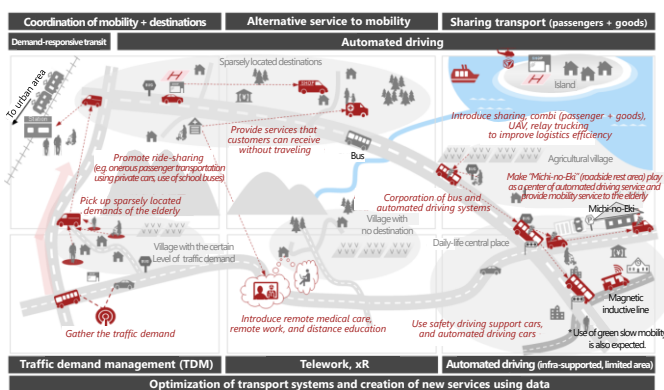 Coordination of mobility + destinations
Alternative service to mobility
Sharing transport (passengers + goods)
Demand-responsive transit
Automated driving
To urban area
Station
Sparsely located destinations
Island
Provide services that
customers can receive
without traveling
Bus
Introduce sharing, combi (passenger + goods),
UAV, relay trucking
to improve logistics efficiency
Agricultural village
Promote ride-sharing
(e.g. onerous passenger transportation
using private cars, use of school buses)
Make "Michi-no-Eki" (roadside rest area) play
as a center of automated driving service and
provide mobility service to the elderly
Michi-no-Eki
Pick up sparsely located
demands of the elderly
Corporation of bus and
automated driving systems
Village with
no destination
Daily-life central place
Village with the certain
Level of traffic demand
Magnetic
inductive line
Introduce remote medical care,
remote work, and distance education
Use safety driving support cars,
and automated driving cars
Gather the traffic demand
* Use of green slow mobility
is also expected.
Traffic demand management (TDM)
Telework, xR
Automated driving (infra-supported, limited area)
Optimization of transport systems and creation of new services using data